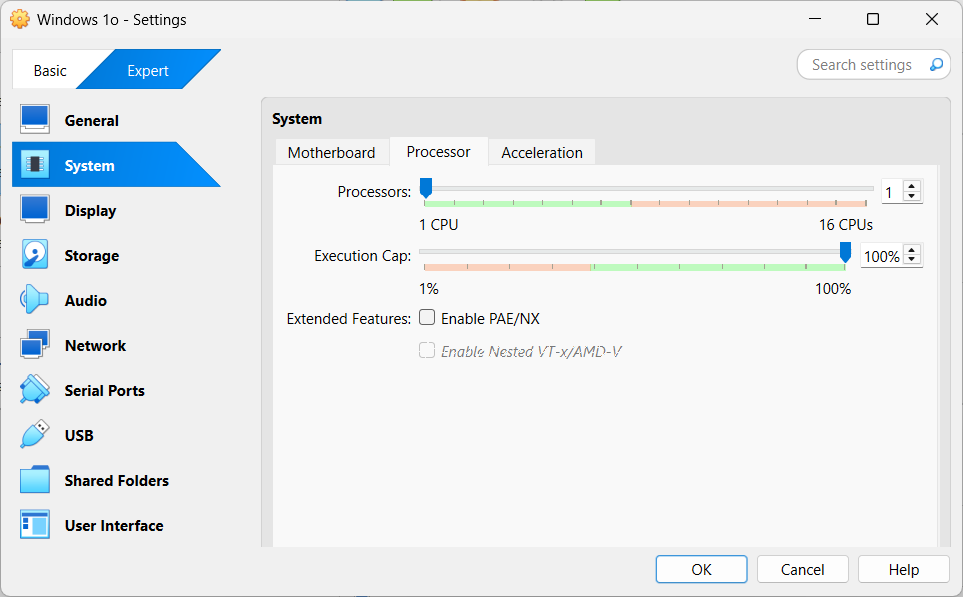 Windows 1o - Settings
Basic
Expert
Search settings
General
System
Display
Storage
Audio
Network
Serial Ports
USB
Shared Folders
User Interface
System
Motherboard
Processor
Acceleration
Processors:
1
1 CPU
16 CPUs
Execution Cap:
100%
1%
100%
Extended Features:
Enable PAE/NX
Enable Nested VT-x/AMD-V
OK
Cancel
Help